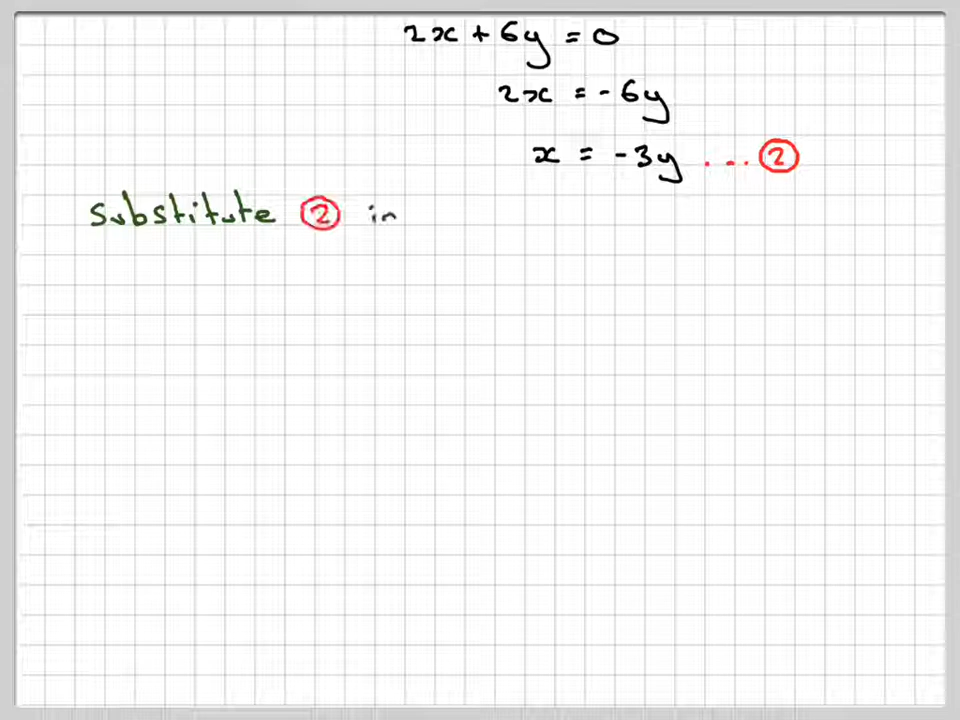 2x + 6y = 0
2x = -6y
x = -3y ... ②
substitute ② in